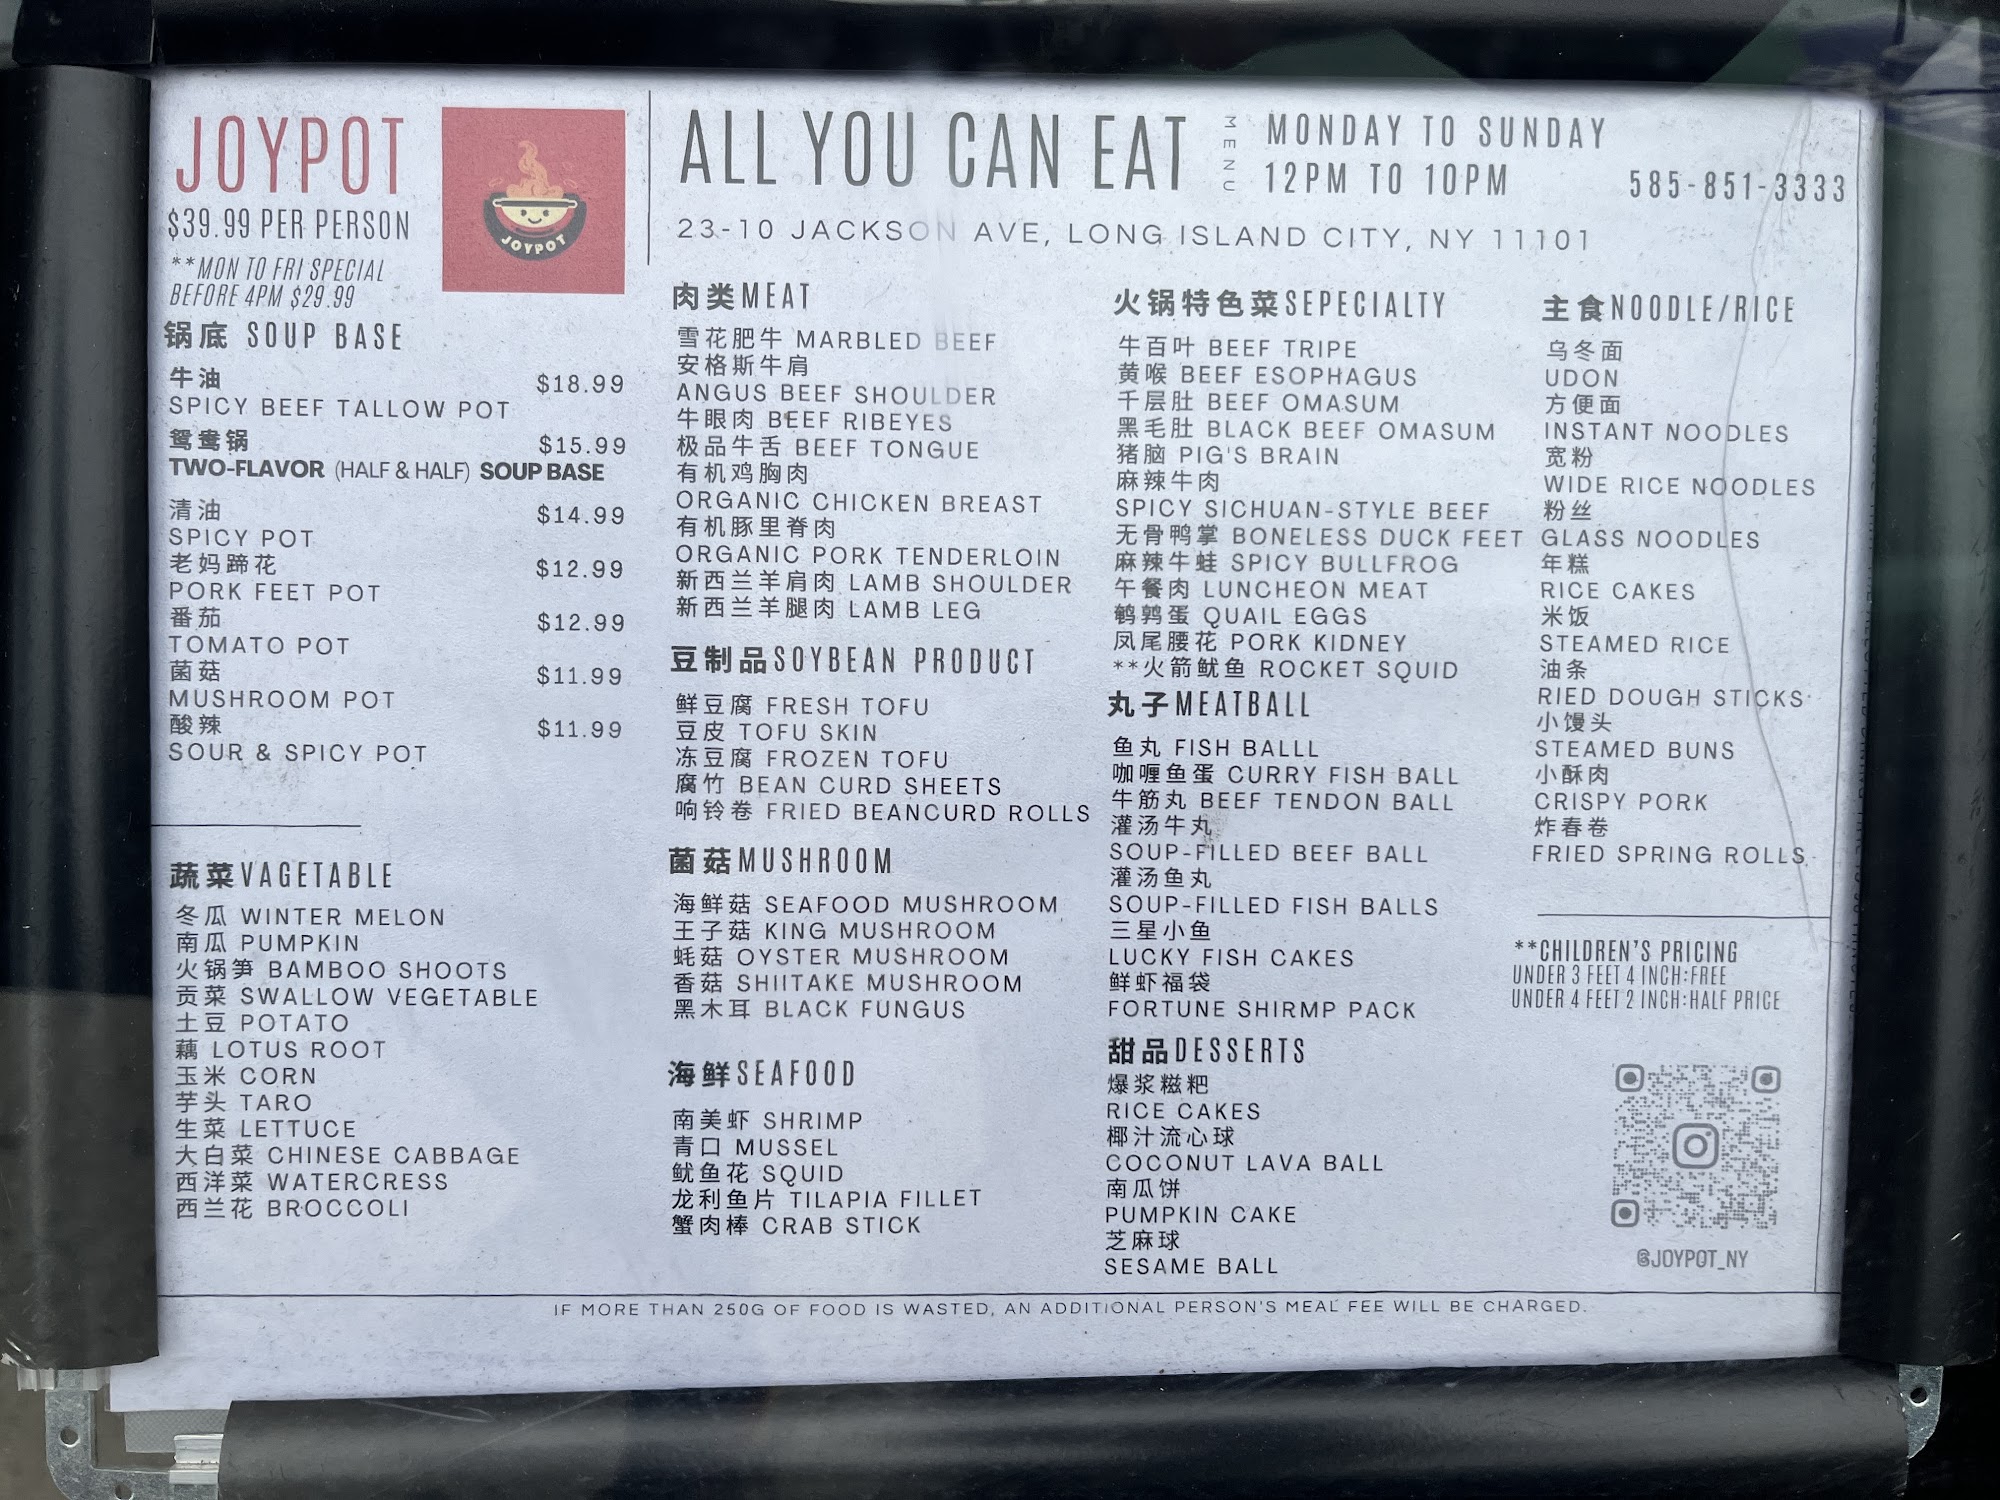 JOYPOT
$39.99 PER PERSON
**MON TO FRI SPECIAL
BEFORE 4PM $29.99
JOYPOT
ALL YOU CAN EAT
MENU
MONDAY TO SUNDAY
12PM TO 10PM
585-851-3333
23-10 JACKSON AVE, LONG ISLAND CITY, NY 11101
锅底 SOUP BASE
牛油 $18.99
SPICY BEEF TALLOW POT
鸳鸯锅 $15.99
TWO-FLAVOR (HALF & HALF) SOUP BASE
清油 $14.99
SPICY POT
老妈蹄花 $12.99
PORK FEET POT
番茄 $12.99
TOMATO POT
菌菇 $11.99
MUSHROOM POT
酸辣 $11.99
SOUR & SPICY POT
蔬菜VAGETABLE
冬瓜 WINTER MELON
南瓜 PUMPKIN
火锅笋 BAMBOO SHOOTS
贡菜 SWALLOW VEGETABLE
土豆 POTATO
藕 LOTUS ROOT
玉米 CORN
芋头 TARO
生菜 LETTUCE
大白菜 CHINESE CABBAGE
西洋菜 WATERCRESS
西兰花 BROCCOLI
肉类MEAT
雪花肥牛 MARBLED BEEF
安格斯牛肩
ANGUS BEEF SHOULDER
牛眼肉 BEEF RIBEYES
极品牛舌 BEEF TONGUE
有机鸡胸肉
ORGANIC CHICKEN BREAST
有机豚里脊肉
ORGANIC PORK TENDERLOIN
新西兰羊肩肉 LAMB SHOULDER
新西兰羊腿肉 LAMB LEG
豆制品SOYBEAN PRODUCT
鲜豆腐 FRESH TOFU
豆皮 TOFU SKIN
冻豆腐 FROZEN TOFU
腐竹 BEAN CURD SHEETS
响铃卷 FRIED BEANCURD ROLLS
菌菇MUSHROOM
海鲜菇 SEAFOOD MUSHROOM
王子菇 KING MUSHROOM
蚝菇 OYSTER MUSHROOM
香菇 SHIITAKE MUSHROOM
黑木耳 BLACK FUNGUS
海鲜SEAFOOD
南美虾 SHRIMP
青口 MUSSEL
鱿鱼花 SQUID
龙利鱼片 TILAPIA FILLET
蟹肉棒 CRAB STICK
火锅特色菜SEPECIALTY
牛百叶 BEEF TRIPE
黄喉 BEEF ESOPHAGUS
千层肚 BEEF OMASUM
黑毛肚 BLACK BEEF OMASUM
猪脑 PIG'S BRAIN
麻辣牛肉
SPICY SICHUAN-STYLE BEEF
无骨鸭掌 BONELESS DUCK FEET
麻辣牛蛙 SPICY BULLFROG
午餐肉 LUNCHEON MEAT
鹌鹑蛋 QUAIL EGGS
凤尾腰花 PORK KIDNEY
**火箭鱿鱼 ROCKET SQUID
丸子MEATBALL
鱼丸 FISH BALLL
咖喱鱼蛋 CURRY FISH BALL
牛筋丸 BEEF TENDON BALL
灌汤牛丸
SOUP-FILLED BEEF BALL
灌汤鱼丸
SOUP-FILLED FISH BALLS
三星小鱼
LUCKY FISH CAKES
鲜虾福袋
FORTUNE SHIRMP PACK
甜品DESSERTS
爆浆糍粑
RICE CAKES
椰汁流心球
COCONUT LAVA BALL
南瓜饼
PUMPKIN CAKE
芝麻球
SESAME BALL
主食NOODLE/RICE
乌冬面
UDON
方便面
INSTANT NOODLES
宽粉
WIDE RICE NOODLES
粉丝
GLASS NOODLES
年糕
RICE CAKES
米饭
STEAMED RICE
油条
RIED DOUGH STICKS
小馒头
STEAMED BUNS
小酥肉
CRISPY PORK
炸春卷
FRIED SPRING ROLLS
**CHILDREN'S PRICING
UNDER 3 FEET 4 INCH:FREE
UNDER 4 FEET 2 INCH:HALF PRICE
@JOYPOT_NY
IF MORE THAN 250G OF FOOD IS WASTED, AN ADDITIONAL PERSON'S MEAL FEE WILL BE CHARGED.